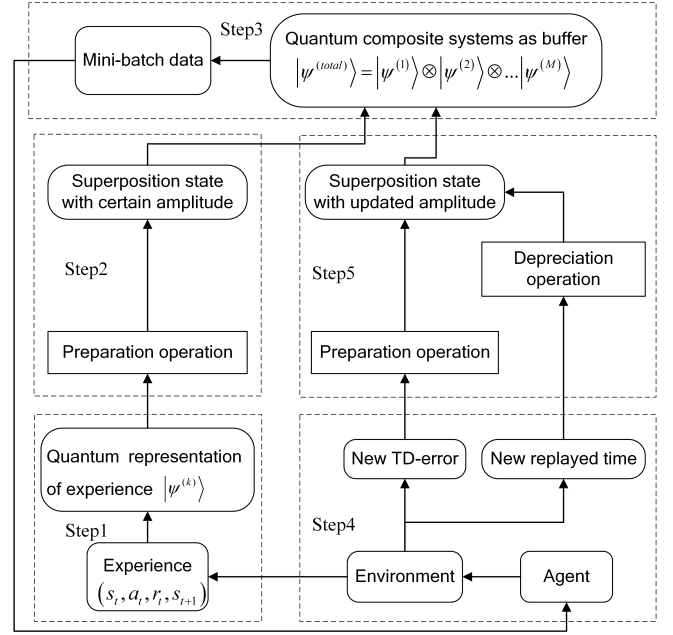 Step3
Mini-batch data
Quantum composite systems as buffer
|ψ^(total)⟩ = |ψ^(1)⟩ ⊗ |ψ^(2)⟩ ⊗ ... |ψ^(M)⟩
Superposition state
with certain amplitude
Step2
Preparation operation
Superposition state
with updated amplitude
Step5
Depreciation
operation
Preparation operation
Quantum representation
of experience |ψ^(k)⟩
Step1
Experience
(s_t, a_t, r_t, s_{t+1})
New TD-error
New replayed time
Step4
Environment
Agent